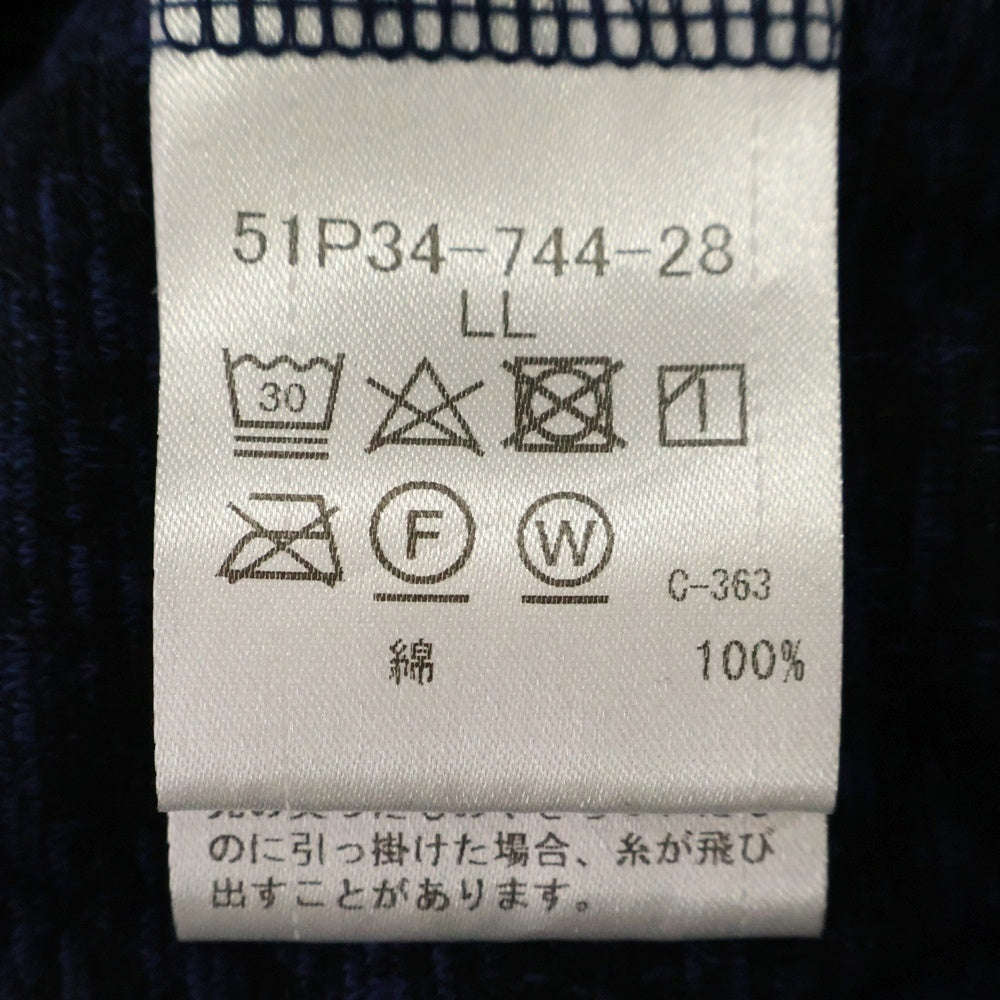 51P34-744-28
LL
30
F W
C-363
綿 100%
のに引っ掛けた場合、糸が飛び
出すことがあります。